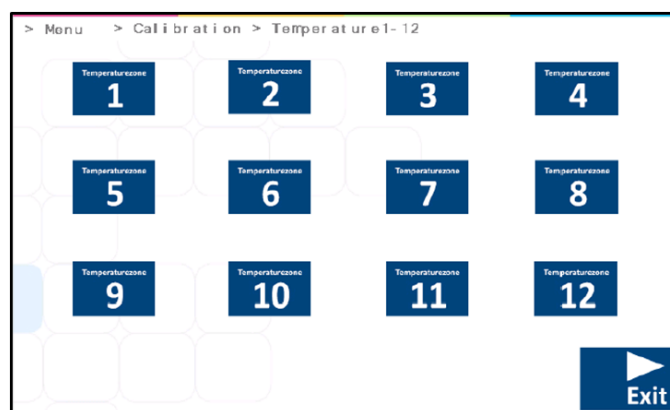 > Menu > Calibration > Temperature1-12
Temperaturezone
1
Temperaturezone
2
Temperaturezone
3
Temperaturezone
4
Temperaturezone
5
Temperaturezone
6
Temperaturezone
7
Temperaturezone
8
Temperaturezone
9
Temperaturezone
10
Temperaturezone
11
Temperaturezone
12
Exit